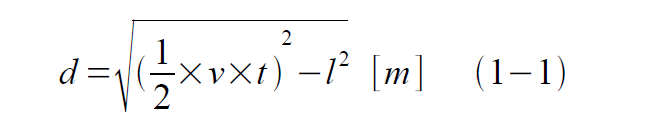 d=√((1/2×v×t)²−l²) [m] (1−1)